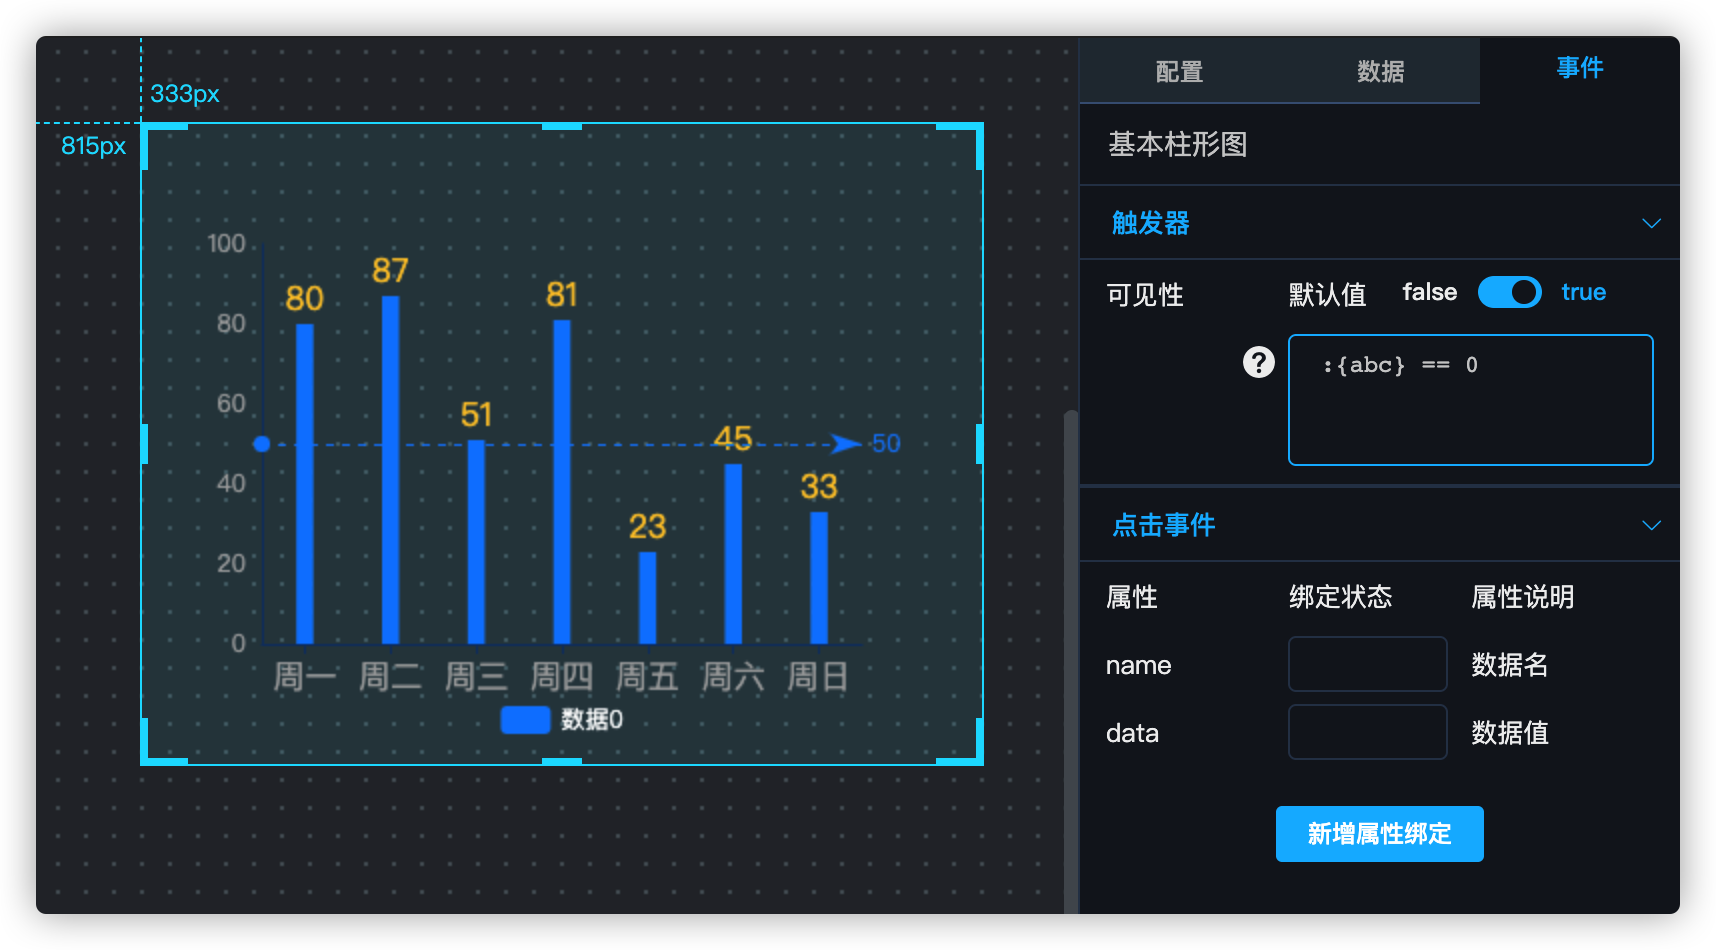 333px
815px
100
80
60
40
20
0
80
87
51
81
23
45
33
50
周一 周二 周三 周四 周五 周六 周日
数据0
配置 数据 事件
基本柱形图
触发器
可见性 默认值 false true
? :{abc} == 0
点击事件
属性 绑定状态 属性说明
name 数据名
data 数据值
新增属性绑定